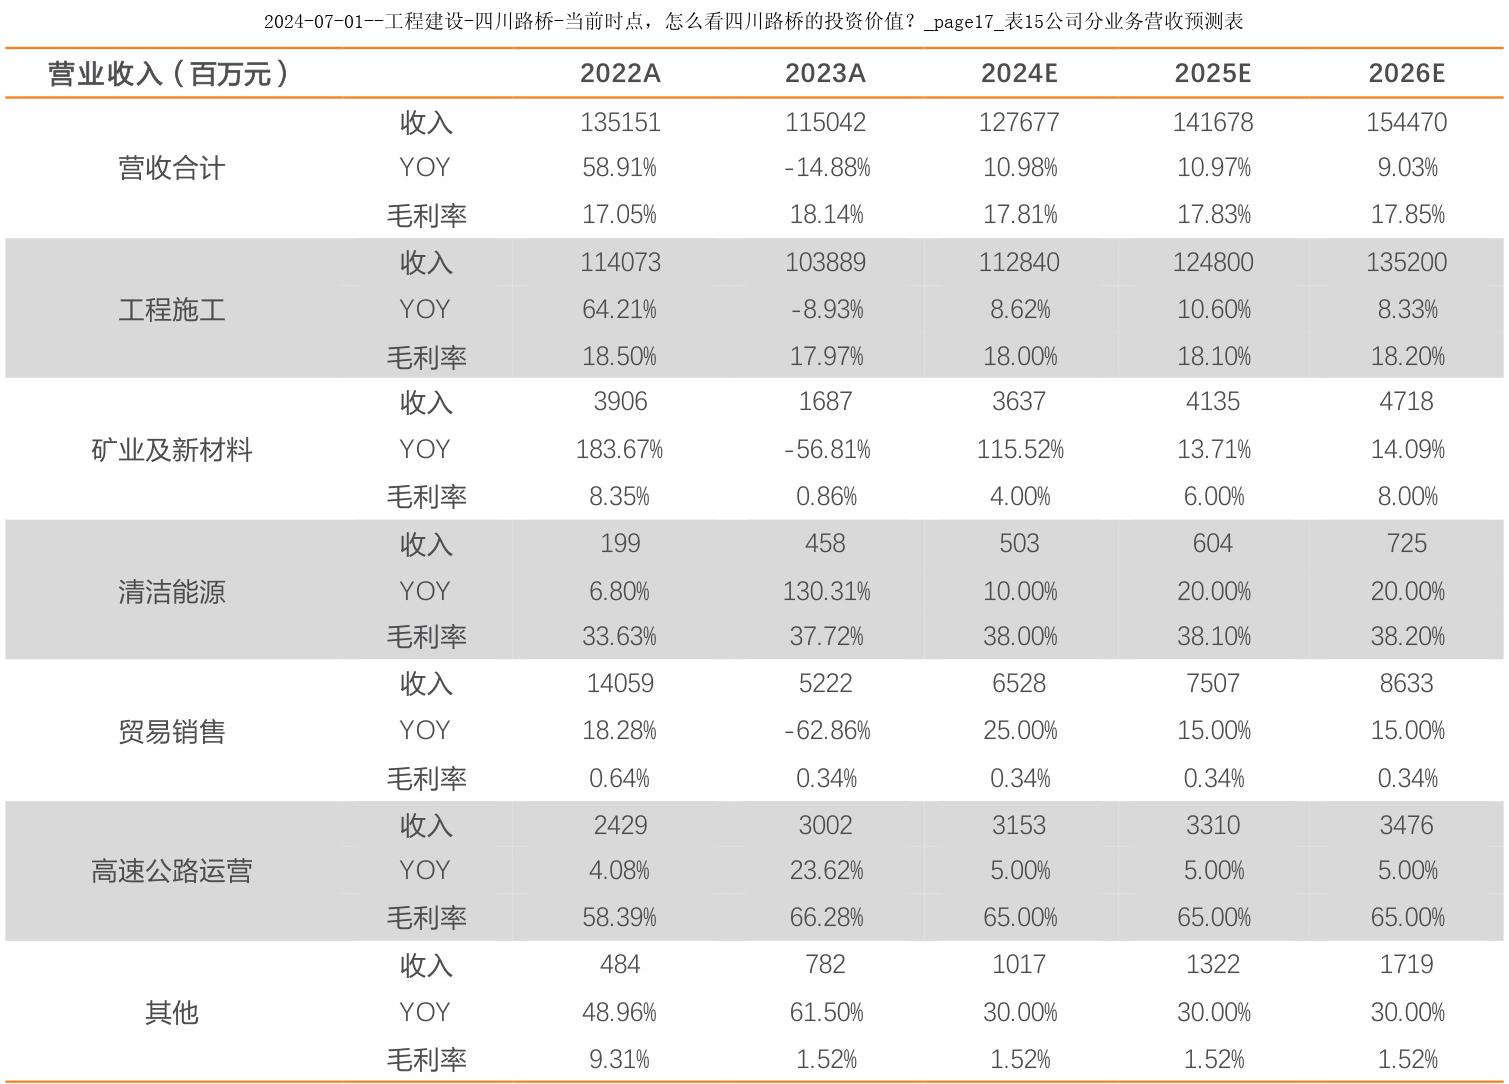 2024-07-01--工程建设-四川路桥-当前时点，怎么看四川路桥的投资价值？_page17_表15公司分业务营收预测表
营业收入（百万元） 2022A 2023A 2024E 2025E 2026E
收入 135151 115042 127677 141678 154470
营收合计 YOY 58.91% -14.88% 10.98% 10.97% 9.03%
毛利率 17.05% 18.14% 17.81% 17.83% 17.85%
收入 114073 103889 112840 124800 135200
工程施工 YOY 64.21% -8.93% 8.62% 10.60% 8.33%
毛利率 18.50% 17.97% 18.00% 18.10% 18.20%
收入 3906 1687 3637 4135 4718
矿业及新材料 YOY 183.67% -56.81% 115.52% 13.71% 14.09%
毛利率 8.35% 0.86% 4.00% 6.00% 8.00%
收入 199 458 503 604 725
清洁能源 YOY 6.80% 130.31% 10.00% 20.00% 20.00%
毛利率 33.63% 37.72% 38.00% 38.10% 38.20%
收入 14059 5222 6528 7507 8633
贸易销售 YOY 18.28% -62.86% 25.00% 15.00% 15.00%
毛利率 0.64% 0.34% 0.34% 0.34% 0.34%
收入 2429 3002 3153 3310 3476
高速公路运营 YOY 4.08% 23.62% 5.00% 5.00% 5.00%
毛利率 58.39% 66.28% 65.00% 65.00% 65.00%
收入 484 782 1017 1322 1719
其他 YOY 48.96% 61.50% 30.00% 30.00% 30.00%
毛利率 9.31% 1.52% 1.52% 1.52% 1.52%